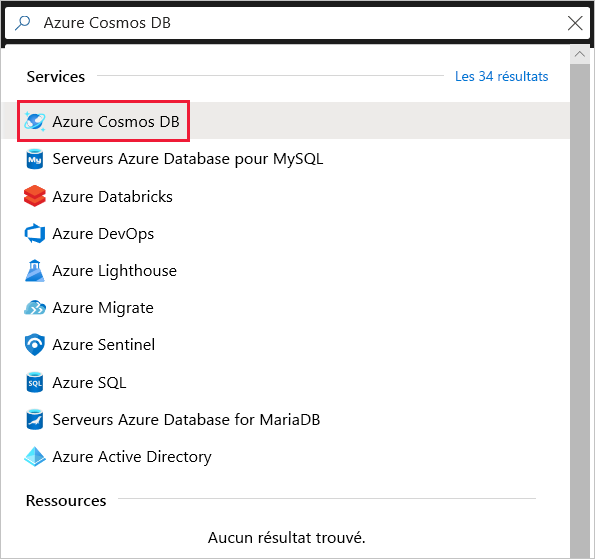 Azure Cosmos DB
Services
Les 34 résultats
Azure Cosmos DB
My
Serveurs Azure Database pour MySQL
Azure Databricks
Azure DevOps
Azure Lighthouse
Azure Migrate
Azure Sentinel
SQL
Azure SQL
Serveurs Azure Database for MariaDB
Azure Active Directory
Ressources
Aucun résultat trouvé.